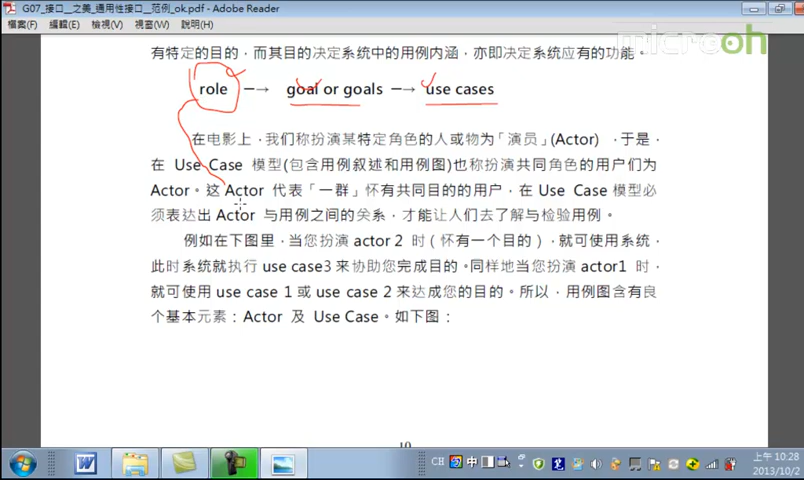 G07_接口__之美_通用性接口__范例_ok.pdf - Adobe Reader
檔案(F) 編輯(E) 檢視(V) 視窗(W) 說明(H)
microoh
有特定的目的，而其目的决定系统中的用例内涵，亦即决定系统应有的功能。
role → goal or goals → use cases
在电影上，我们称扮演某特定角色的人或物为「演员」(Actor)，于是，
在 Use Case 模型(包含用例叙述和用例图)也称扮演共同角色的用户们为
Actor。这 Actor 代表「一群」怀有共同目的的用户，在 Use Case 模型必
须表达出 Actor 与用例之间的关系，才能让人们去了解与检验用例。
例如在下图里，当您扮演 actor 2 时（怀有一个目的），就可使用系统，
此时系统就执行 use case3 来协助您完成目的。同样地当您扮演 actor1 时，
就可使用 use case 1 或 use case 2 来达成您的目的。所以，用例图含有良
个基本元素：Actor 及 Use Case。如下图：
10
CH 中
上午 10:28
2013/10/2